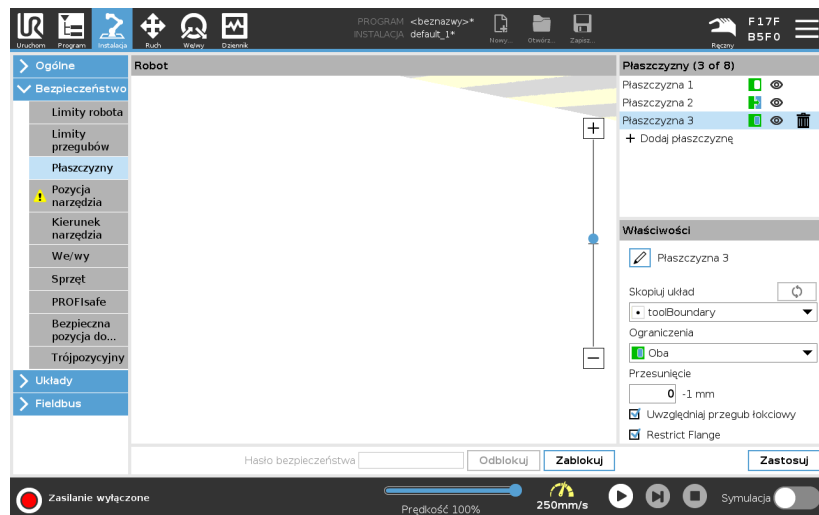 UR
Uruchom
Program
Instalacja
Ruch
We/wy
Dziennik
PROGRAM <beznazwy>*
INSTALACJA default_1*
Nowy...
Otwórz...
Zapisz...
Ręczny
F17F
B5F0
Ogólne
Bezpieczeństwo
Limity robota
Limity
przegubów
Płaszczyzny
Pozycja
narzędzia
Kierunek
narzędzia
We/wy
Sprzęt
PROFIsafe
Bezpieczna
pozycja do...
Trójpozycyjny
Układy
Fieldbus
Robot
Płaszczyzny (3 of 8)
Płaszczyzna 1
Płaszczyzna 2
Płaszczyzna 3
+ Dodaj płaszczyznę
Właściwości
Płaszczyzna 3
Skopiuj układ
toolBoundary
Ograniczenia
Oba
Przesunięcie
0 -1 mm
Uwzględniaj przegub łokciowy
Restrict Flange
Hasło bezpieczeństwa
Odblokuj
Zablokuj
Zastosuj
Zasilanie wyłączone
Prędkość 100%
250mm/s
Symulacja